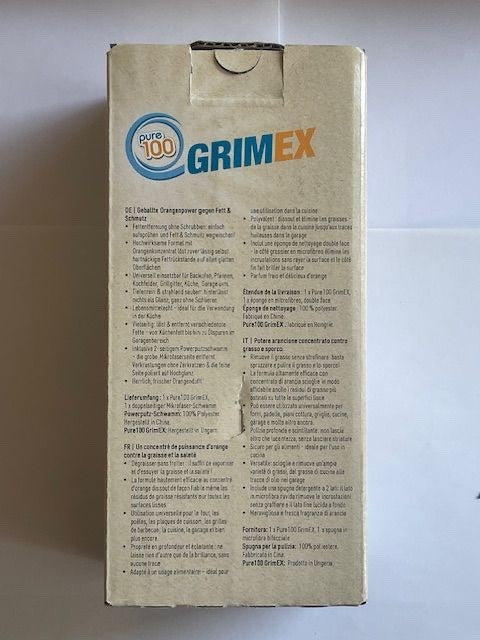 pure
100
GRIMEX
DE | Geballte Orangenpower gegen Fett &
Schmutz
• Fettentfernung ohne Schrubben: einfach
aufsprühen und Fett & Schmutz wegwischen!
• Hochwirksame Formel mit
Orangenkonzentrat löst zuverlässig selbst
hartnäckige Fettrückstände auf allen glatten
Oberflächen
• Universell einsetzbar für Backofen, Pfannen,
Kochfelder, Grillgitter, Küche, Garage uvm.
• Tiefenrein & strahlend sauber: hinterlässt
nichts als Glanz, ganz ohne Schlieren
• Lebensmittelecht - ideal für die Verwendung
in der Küche
• Vielseitig: löst & entfernt verschiedenste
Fette - von Küchenfett bis hin zu Ölspuren im
Garagenbereich
• Inklusive 2-seitigem Powerputzschwamm
- die grobe Mikrofaserseite entfernt
Verkrustungen ohne Zerkratzen & die feine
Seite poliert auf Hochglanz
• Herrlich, frischer Orangenduft
Lieferumfang: 1 x Pure100 GrimEX,
1 x doppelseitiger Mikrofaser-Schwamm
Powerputz-Schwamm: 100% Polyester,
Hergestellt in China.
Pure100 GrimEX: Hergestellt in Ungarn.
FR | Un concentré de puissance d'orange
contre la graisse et la saleté
• Dégraisser sans frotter : il suffit de vaporiser
et d'essuyer la graisse et la saleté !
• La formule hautement efficace au concentré
d'orange dissout de façon fiable même les
résidus de graisse résistants sur toutes les
surfaces lisses
• Utilisation universelle pour le four, les
poêles, les plaques de cuisson, les grilles
de barbecue, la cuisine, le garage et bien
plus encore
• Propreté en profondeur et éclatante : ne
laisse rien d'autre que de la brillance, sans
aucune trace
• Adapté à un usage alimentaire - idéal pour
une utilisation dans la cuisine
• Polyvalent : dissout et élimine les graisses -
de la graisse dans la cuisine jusqu'aux traces
huileuses dans le garage
• Inclut une éponge de nettoyage double face
- le côté grossier en microfibres élimine les
incrustations sans rayer la surface et le côté
fin fait briller la surface
• Parfum frais et délicieux d'orange
Étendue de la livraison : 1 x Pure100 GrimEX,
1 x éponge en microfibres, double face
Éponge de nettoyage : 100 % polyester,
Fabriqué en Chine.
Pure100 GrimEX : Fabriqué en Hongrie.
IT | Potere arancione concentrato contro
grasso e sporco.
• Rimuove il grasso senza strofinare: basta
spruzzare e pulire il grasso e lo sporco!
• La formula altamente efficace con
concentrato di arancia scioglie in modo
affidabile anche i residui di grasso più
ostinati su tutte le superfici lisce
• Può essere utilizzato universalmente per
forni, padelle, piani cottura, griglie, cucine,
garage e molto altro ancora.
• Pulizia profonda e scintillante: non lascia
altro che lucentezza, senza lasciare striature
• Sicuro per gli alimenti - ideale per l'uso in
cucina
• Versatile: scioglie e rimuove un'ampia
varietà di grassi, dal grasso di cucina alle
tracce di olio nei garage
• Include una spugna detergente a 2 lati: il lato
in microfibra ruvida rimuove le incrostazioni
senza graffiare e il lato fine lucida a fondo
• Meravigliosa e fresca fragranza di arancia
Fornitura: 1 x Pure100 GrimEX, 1 x spugna in
microfibra bifacciale
Spugna per la pulizia: 100% poliestere,
Fabbricato in Cina.
Pure100 GrimEX: Prodotto in Ungheria.